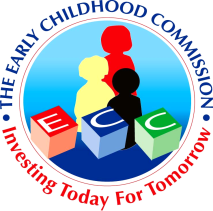 • THE EARLY CHILDHOOD COMMISSION •
E C C
Investing Today For Tomorrow